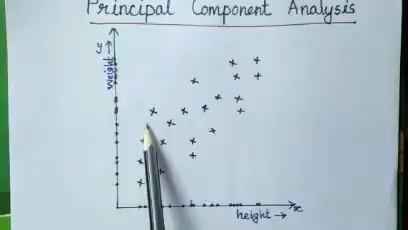 Principal Component Analysis
y →
weight
height → x